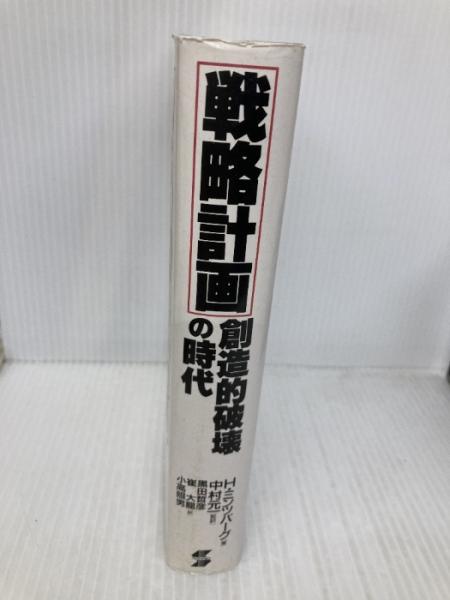 戦略計画
創造的破壊
の時代
H.ミンツバーグ著
中村元一監訳
黒田哲彦
崔大龍訳
小高照男